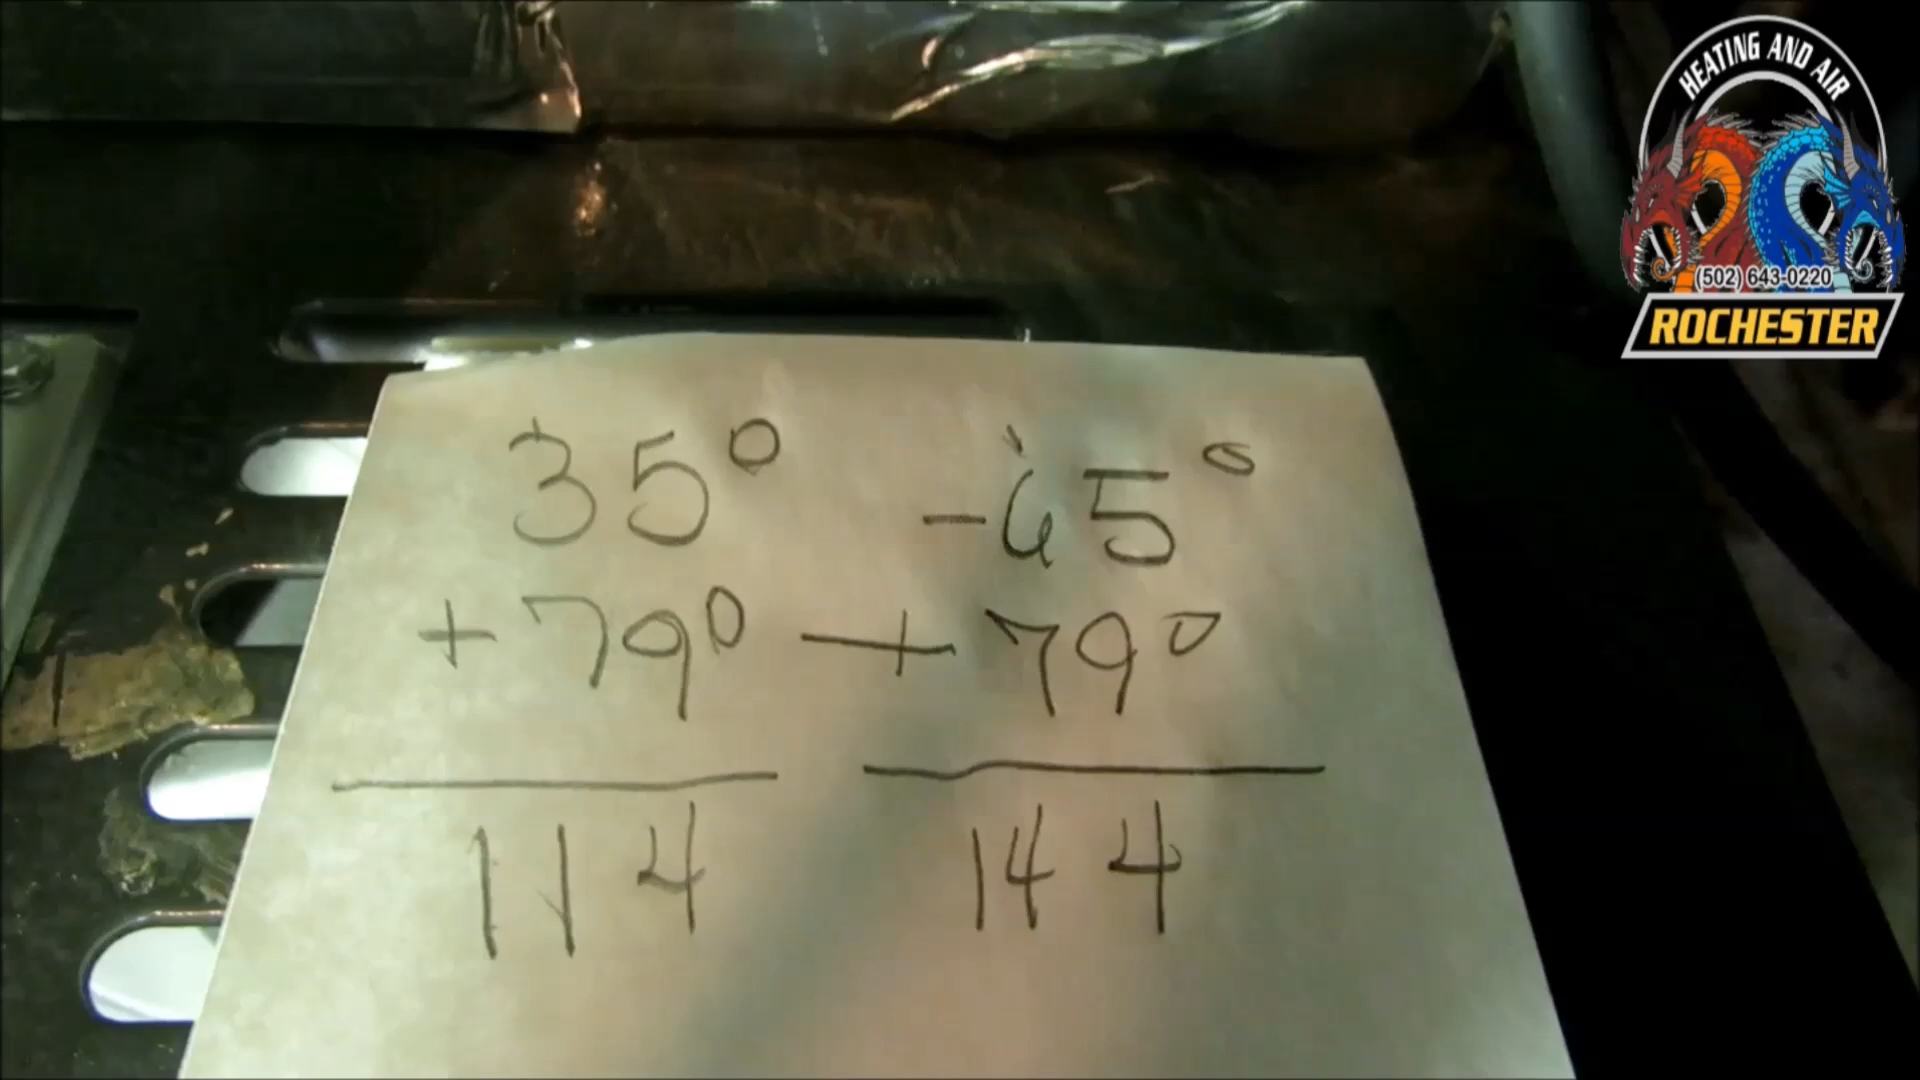 HEATING AND AIR
(502) 643-0220
ROCHESTER
35° -65°
+79° +79°
114 144